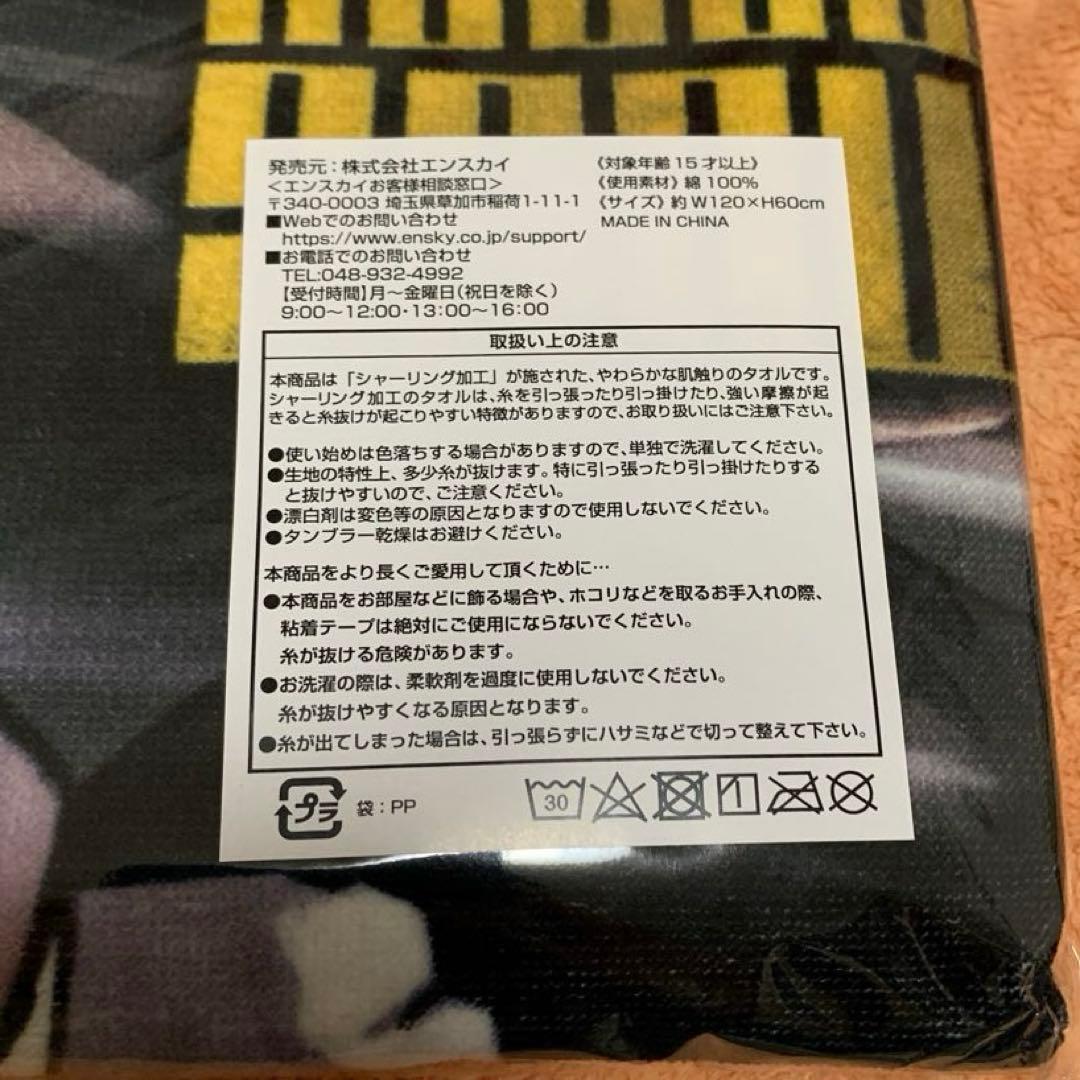 発売元：株式会社エンスカイ
＜エンスカイお客様相談窓口＞
〒340-0003 埼玉県草加市稲荷1-11-1
■Webでのお問い合わせ
https://www.ensky.co.jp/support/
■お電話でのお問い合わせ
TEL:048-932-4992
【受付時間】月～金曜日（祝日を除く）
9:00～12:00・13:00～16:00
《対象年齢15才以上》
《使用素材》綿100%
《サイズ》約W120×H60cm
MADE IN CHINA
取扱い上の注意
本商品は「シャーリング加工」が施された、やわらかな肌触りのタオルです。
シャーリング加工のタオルは、糸を引っ張ったり引っ掛けたり、強い摩擦が起
きると糸抜けが起こりやすい特徴がありますので、お取り扱いにはご注意下さい。
●使い始めは色落ちする場合がありますので、単独で洗濯してください。
●生地の特性上、多少糸が抜けます。特に引っ張ったり引っ掛けたりする
と抜けやすいので、ご注意ください。
●漂白剤は変色等の原因となりますので使用しないでください。
●タンブラー乾燥はお避けください。
本商品をより長くご愛用して頂くために…
●本商品をお部屋などに飾る場合や、ホコリなどを取るお手入れの際、
粘着テープは絶対にご使用にならないでください。
糸が抜ける危険があります。
●お洗濯の際は、柔軟剤を過度に使用しないでください。
糸が抜けやすくなる原因となります。
●糸が出てしまった場合は、引っ張らずにハサミなどで切って整えて下さい。
プラ 袋：PP 30